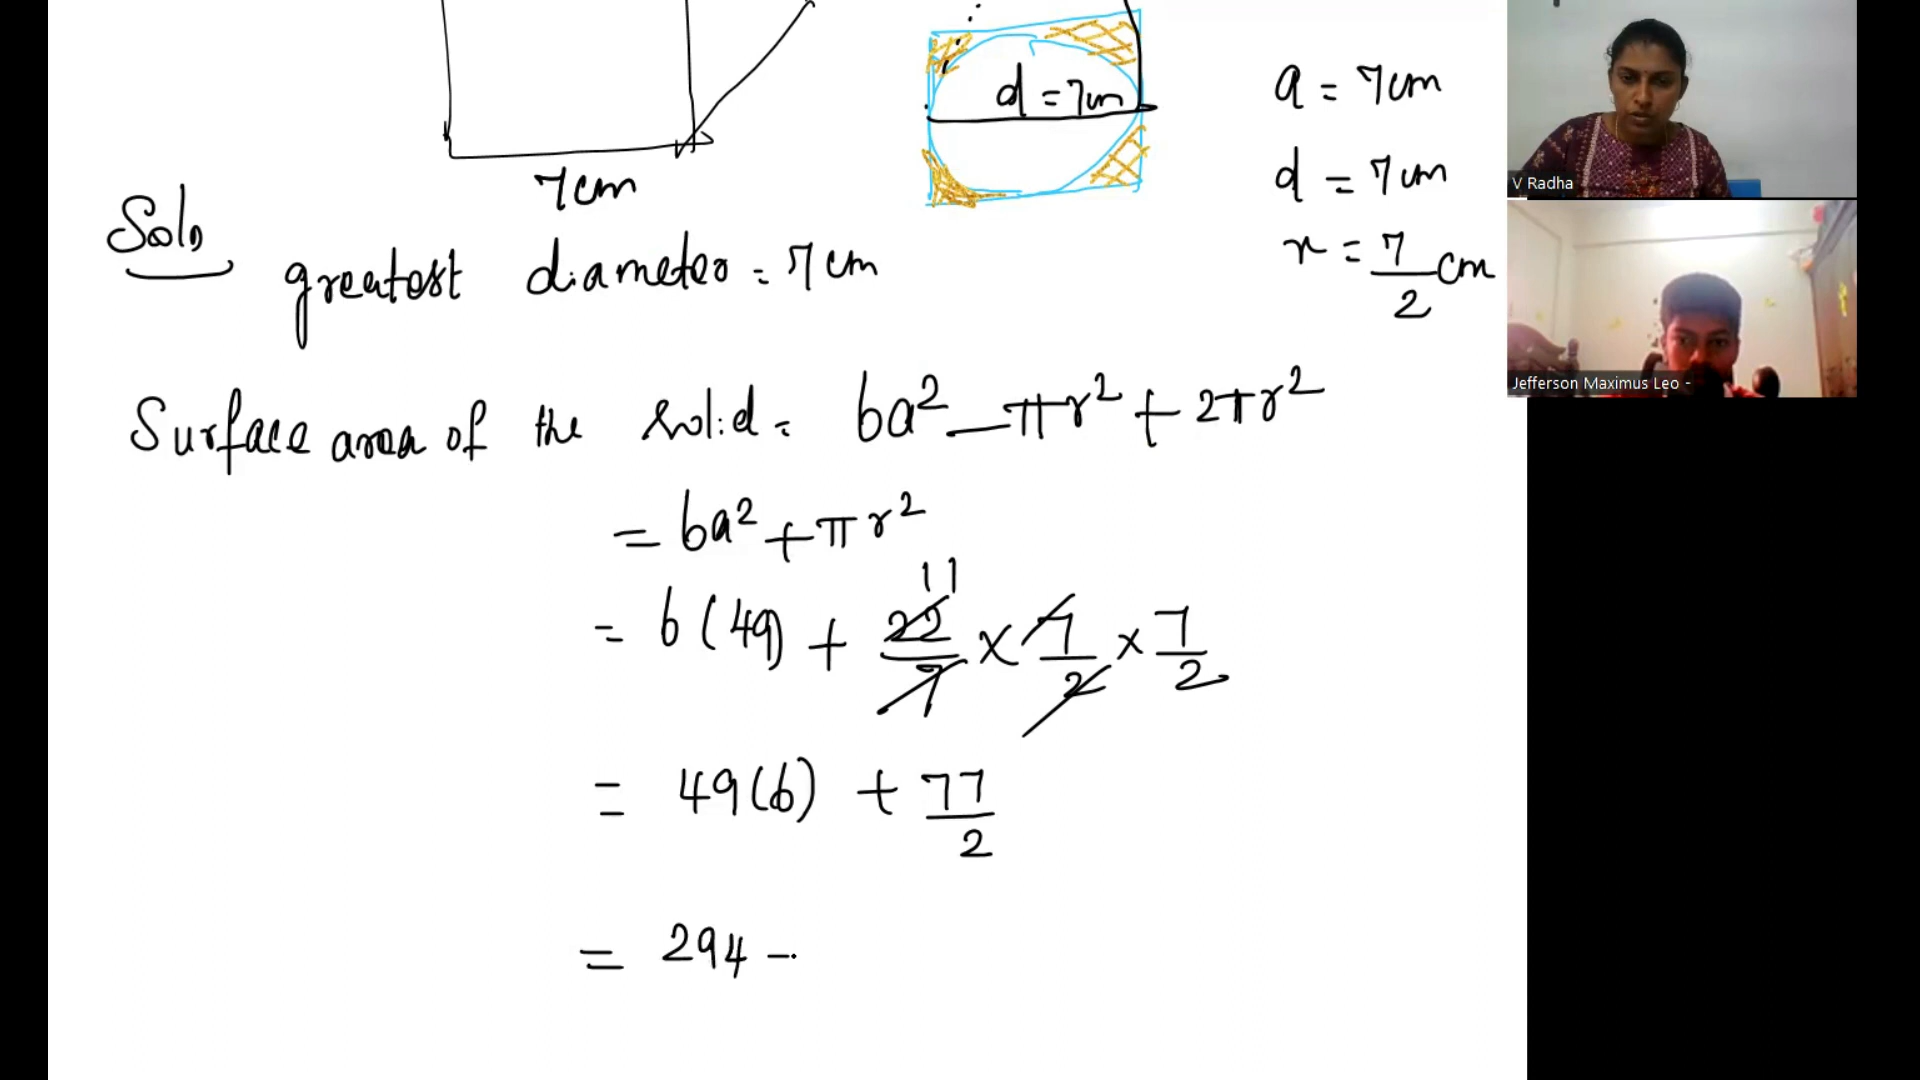 d = 7cm
a = 7cm
d = 7cm
r = 7/2 cm
V Radha
7cm
Soln
greatest diameter = 7cm
Jefferson Maximus Leo -
Surface area of the solid = 6a² - πr² + 2πr²
= 6a² + πr²
11
= 6(49) + 22/7 × 7/2 × 7/2
= 49(6) + 77/2
= 294 -